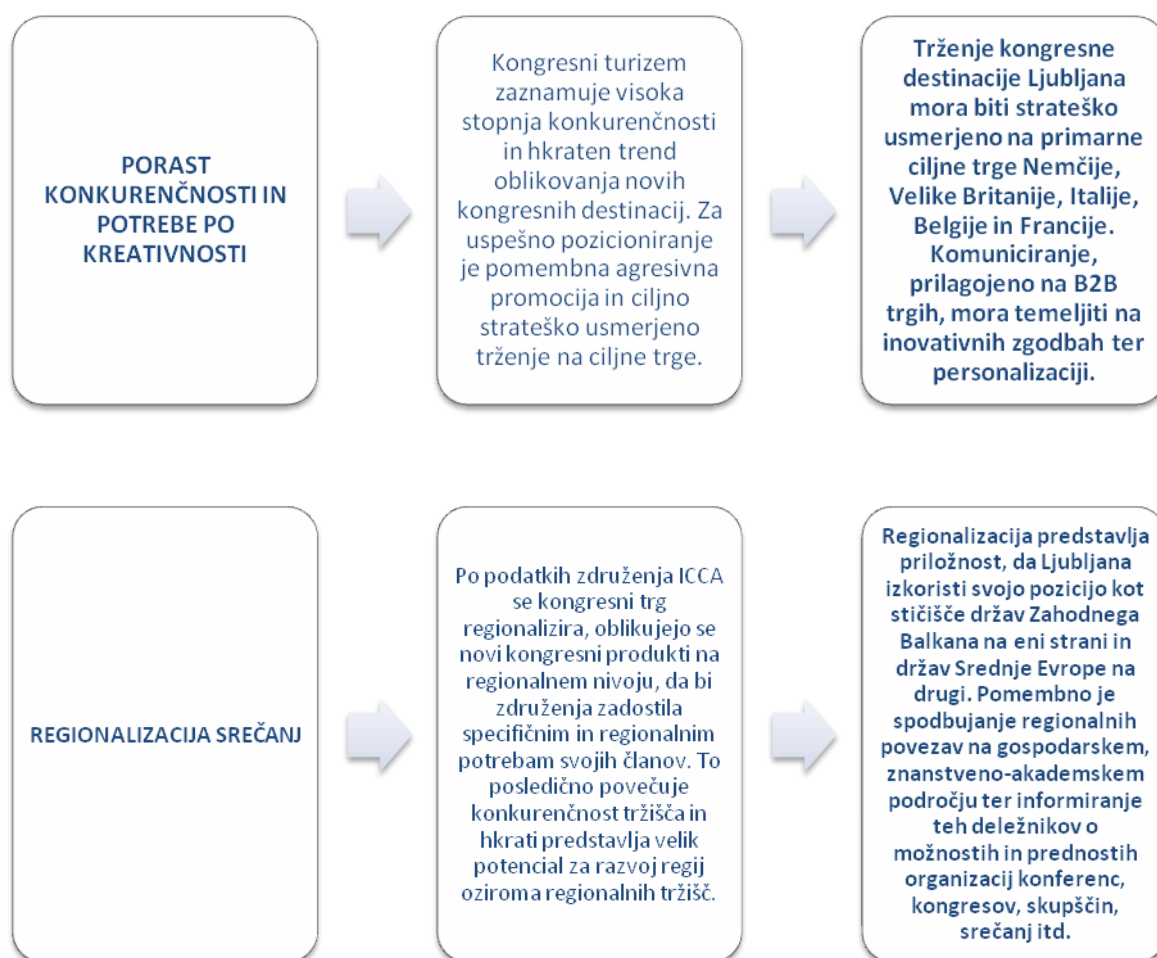 PORAST
KONKURENČNOSTI IN
POTREBE PO
KREATIVNOSTI
Kongresni turizem
zaznamuje visoka
stopnja konkurenčnosti
in hkraten trend
oblikovanja novih
kongresnih destinacij. Za
uspešno pozicioniranje
je pomembna agresivna
promocija in ciljno
strateško usmerjeno
trženje na ciljne trge.
Trženje kongresne
destinacije Ljubljana
mora biti strateško
usmerjeno na primarne
ciljne trge Nemčije,
Velike Britanije, Italije,
Belgije in Francije.
Komuniciranje,
prilagojeno na B2B
trgih, mora temeljiti na
inovativnih zgodbah ter
personalizaciji.
REGIONALIZACIJA SREČANJ
Po podatkih združenja ICCA
se kongresni trg
regionalizira, oblikujejo se
novi kongresni produkti na
regionalnem nivoju, da bi
združenja zadostila
specifičnim in regionalnim
potrebam svojih članov. To
posledično povečuje
konkurenčnost tržišča in
hkrati predstavlja velik
potencial za razvoj regij
oziroma regionalnih tržišč.
Regionalizacija predstavlja
priložnost, da Ljubljana
izkoristi svojo pozicijo kot
stičišče držav Zahodnega
Balkana na eni strani in
držav Srednje Evrope na
drugi. Pomembno je
spodbujanje regionalnih
povezav na gospodarskem,
znanstveno-akademskem
področju ter informiranje
teh deležnikov o
možnostih in prednostih
organizacij konferenc,
kongresov, skupščin,
srečanj itd.